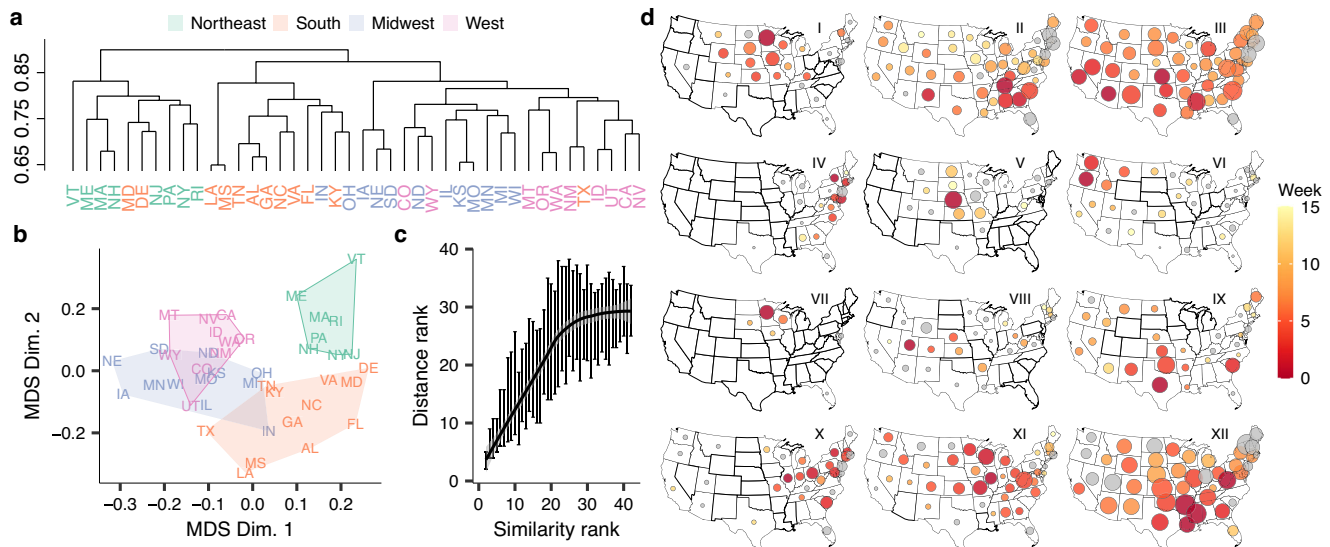 a
Northeast South Midwest West
0.65 0.75 0.85
VT ME MA NH MD DE NJ PA NY RI LA MS TN AL GA NC VA FL IN KY OH IA NE SD CO ND WY IL KS MO MN MI WI MT OR WA NM TX ID UT CA NV
b
MDS Dim. 2
0.2
0.0
−0.2
VT
ME
MA RI
PA
NH NY NJ
MT NV CA
ID
WA OR
SD ND NM
WY
NE
CO KS
MN WI MO
IA
UT IL
OH
MI
TN
KY
VA MD
DE
NC
GA
FL
TX
IN
AL
MS
LA
−0.3 −0.2 −0.1 0.0 0.1 0.2
MDS Dim. 1
c
Distance rank
40
30
20
10
0
0 10 20 30 40
Similarity rank
d
I II III
IV V VI
VII VIII IX
X XI XII
Week
15
10
5
0